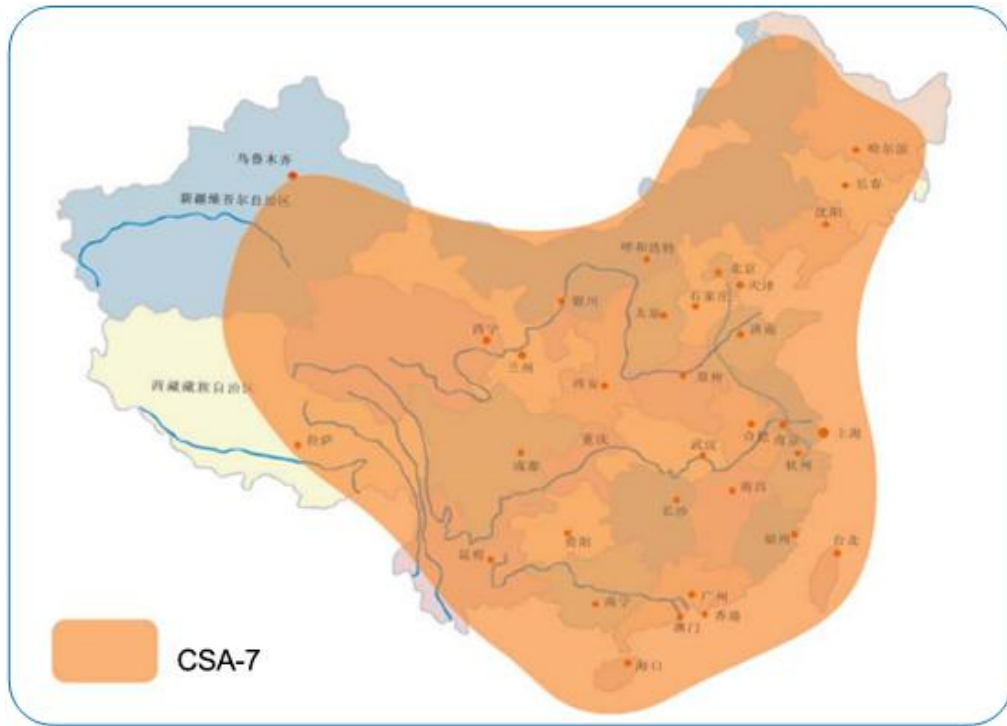 乌鲁木齐
新疆维吾尔自治区
哈尔滨
长春
沈阳
呼和浩特
北京
天津
石家庄
银川
太原
济南
西宁
兰州
西安
郑州
西藏藏族自治区
拉萨
成都
重庆
武汉
合肥
南京
上海
杭州
南昌
长沙
贵阳
昆明
福州
台北
南宁
广州
香港
澳门
海口
CSA-7